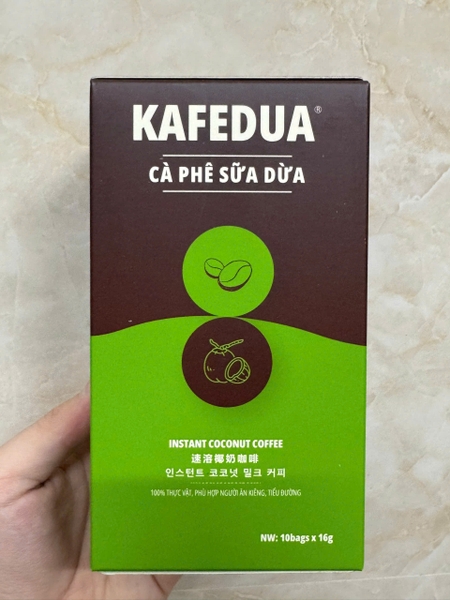 KAFEDUA®
CÀ PHÊ SỮA DỪA
INSTANT COCONUT COFFEE
速溶椰奶咖啡
인스턴트 코코넛 밀크 커피
100% THỰC VẬT, PHÙ HỢP NGƯỜI ĂN KIÊNG, TIỂU ĐƯỜNG
NW: 10bags x 16g